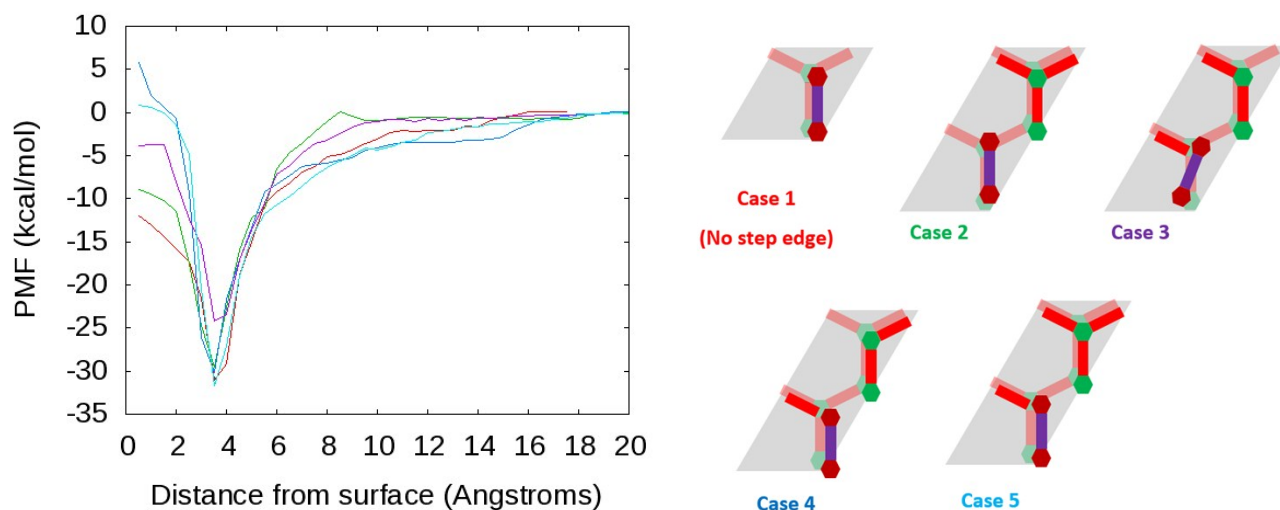 10
5
0
-5
-10
-15
-20
-25
-30
-35
PMF (kcal/mol)
0 2 4 6 8 10 12 14 16 18 20
Distance from surface (Angstroms)
Case 1
(No step edge)
Case 2
Case 3
Case 4
Case 5